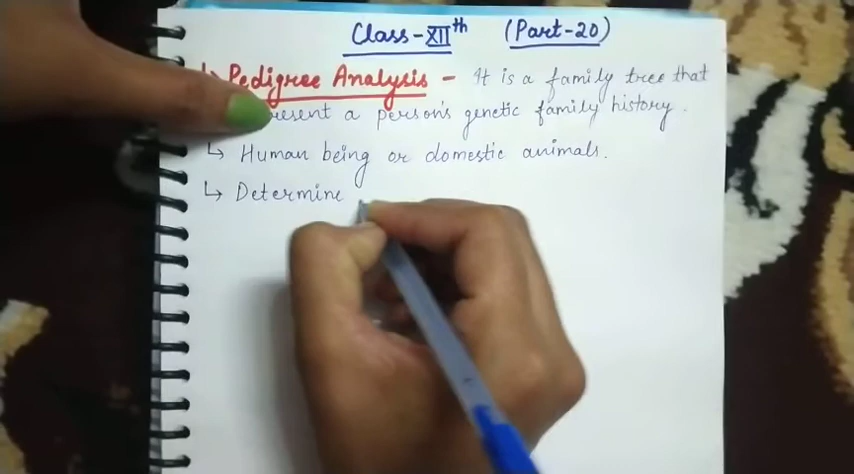 Class-XIIth (Part-20)
↳ Pedigree Analysis - It is a family tree that
present a person's genetic family history.
↳ Human being or domestic animals.
↳ Determine